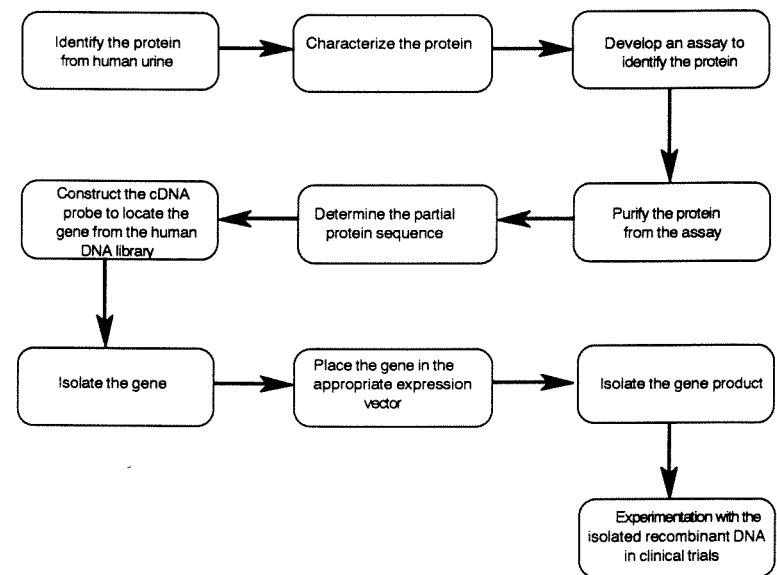 Identify the protein
from human urine
Characterize the protein
Develop an assay to
identify the protein
Purify the protein
from the assay
Determine the partial
protein sequence
Construct the cDNA
probe to locate the
gene from the human
DNA library
Isolate the gene
Place the gene in the
appropriate expression
vector
Isolate the gene product
Experimentation with the
isolated recombinant DNA
in clinical trials